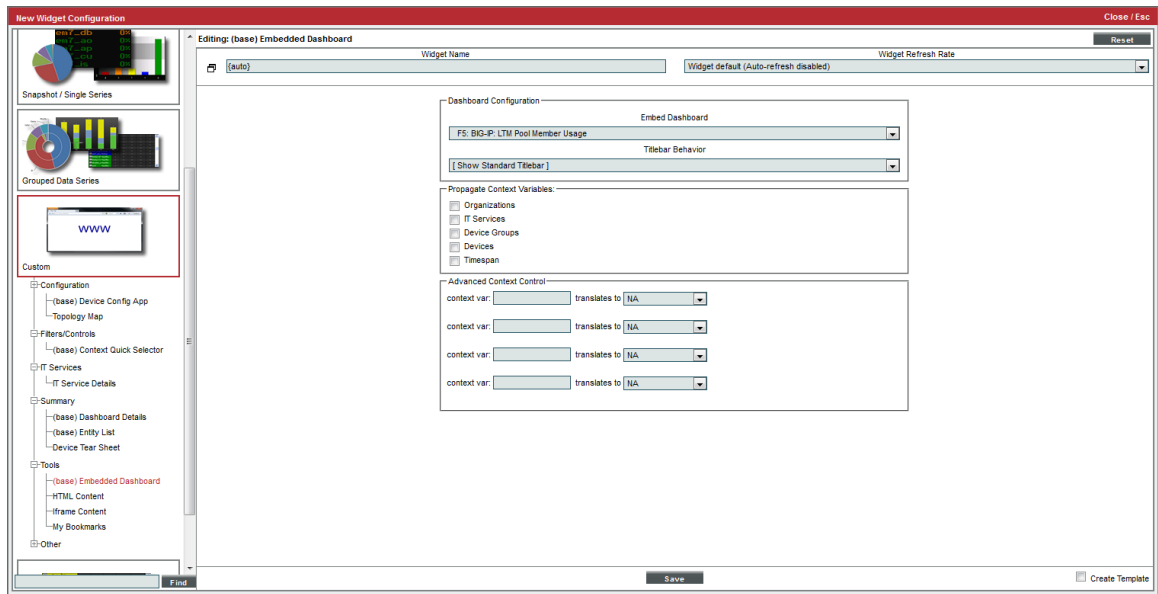 New Widget Configuration
Close / Esc
Snapshot / Single Series
Grouped Data Series
www
Custom
Configuration
(base) Device Config App
Topology Map
Filters/Controls
(base) Context Quick Selector
IT Services
IT Service Details
Summary
(base) Dashboard Details
(base) Entity List
Device Tear Sheet
Tools
(base) Embedded Dashboard
HTML Content
Iframe Content
My Bookmarks
Other
Find
Editing: (base) Embedded Dashboard
Reset
Widget Name
Widget Refresh Rate
{auto}
Widget default (Auto-refresh disabled)
Dashboard Configuration
Embed Dashboard
F5: BIG-IP: LTM Pool Member Usage
Titlebar Behavior
[ Show Standard Titlebar ]
Propagate Context Variables:
Organizations
IT Services
Device Groups
Devices
Timespan
Advanced Context Control
context var: translates to NA
context var: translates to NA
context var: translates to NA
context var: translates to NA
Save
Create Template